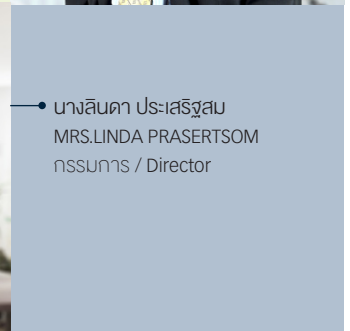 นางลินดา ประเสริฐสม
MRS.LINDA PRASERTSOM
กรรมการ / Director